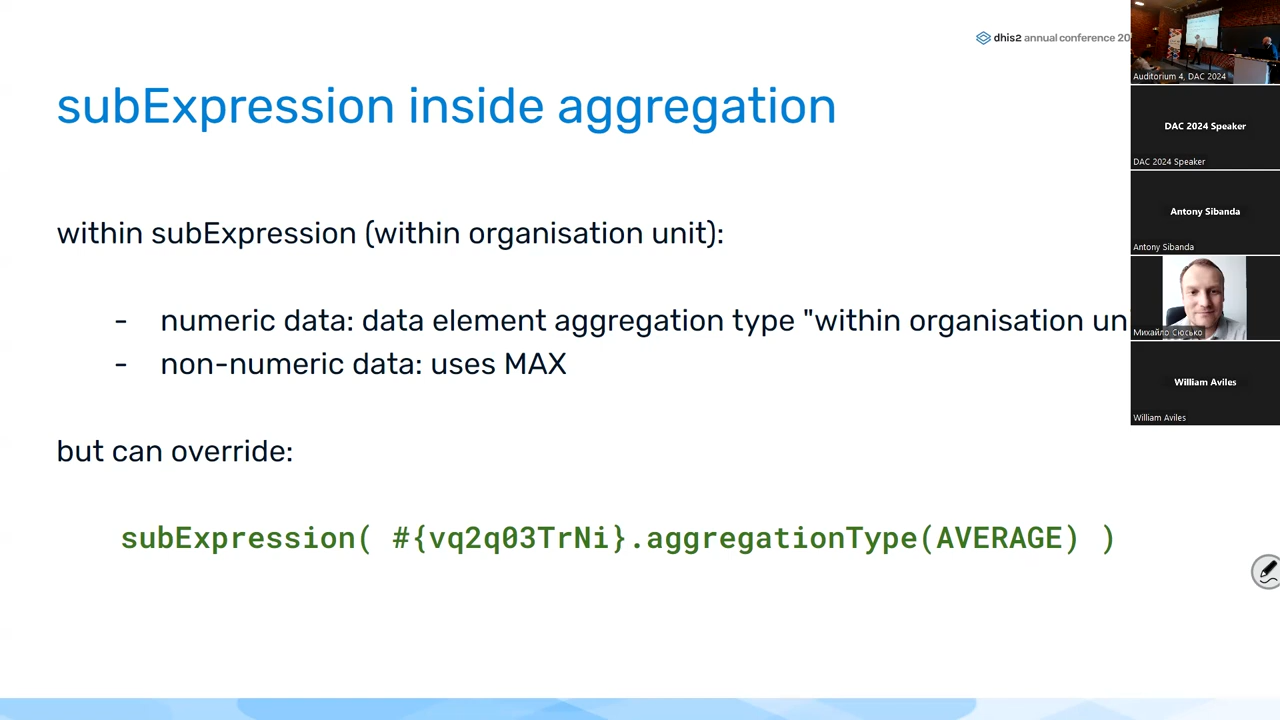 dhis2 annual conference 20
subExpression inside aggregation
within subExpression (within organisation unit):
- numeric data: data element aggregation type "within organisation un
- non-numeric data: uses MAX
but can override:
subExpression( #{vq2q03TrNi}.aggregationType(AVERAGE) )
Auditorium 4, DAC 2024
DAC 2024 Speaker
DAC 2024 Speaker
Antony Sibanda
Antony Sibanda
Михайло Сюсько
William Aviles
William Aviles